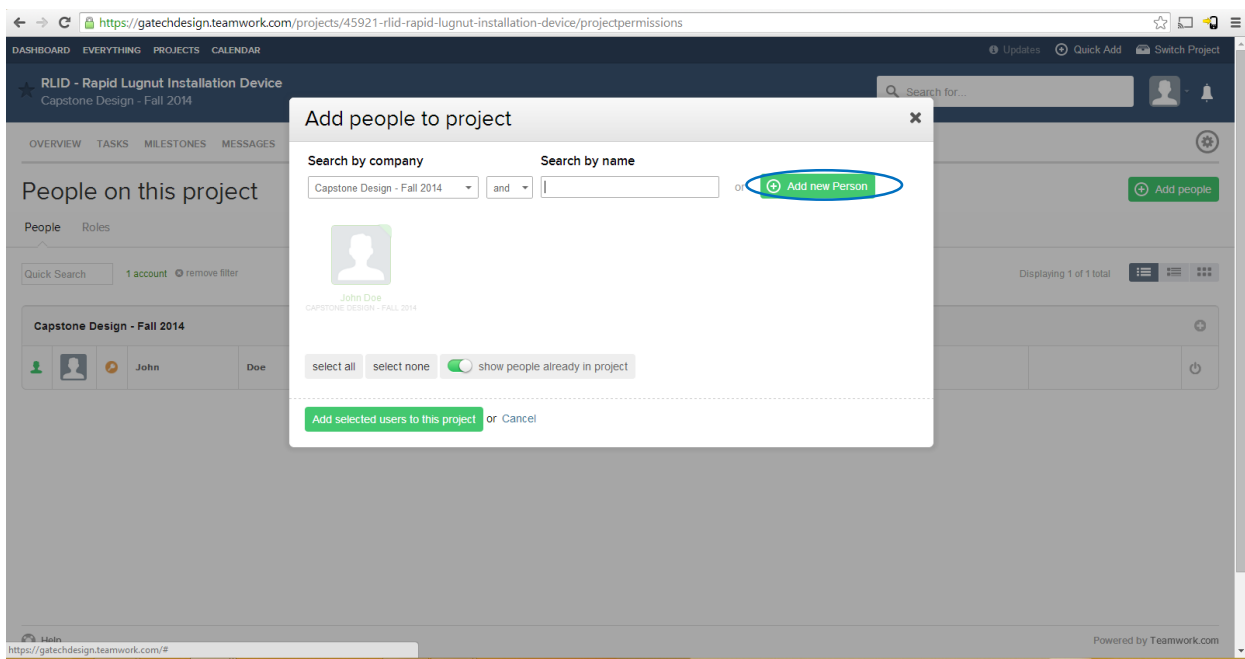 https://gatechdesign.teamwork.com/projects/45921-rlid-rapid-lugnut-installation-device/projectpermissions
DASHBOARD EVERYTHING PROJECTS CALENDAR
Updates Quick Add Switch Project
RLID - Rapid Lugnut Installation Device
Capstone Design - Fall 2014
Search for...
OVERVIEW TASKS MILESTONES MESSAGES
People on this project
Add people
People Roles
Quick Search 1 account remove filter
Displaying 1 of 1 total
Capstone Design - Fall 2014
John Doe
Add people to project
Search by company Search by name
Capstone Design - Fall 2014 and or Add new Person
John Doe
CAPSTONE DESIGN - FALL 2014
select all select none show people already in project
Add selected users to this project or Cancel
Help
Powered by Teamwork.com
https://gatechdesign.teamwork.com/#